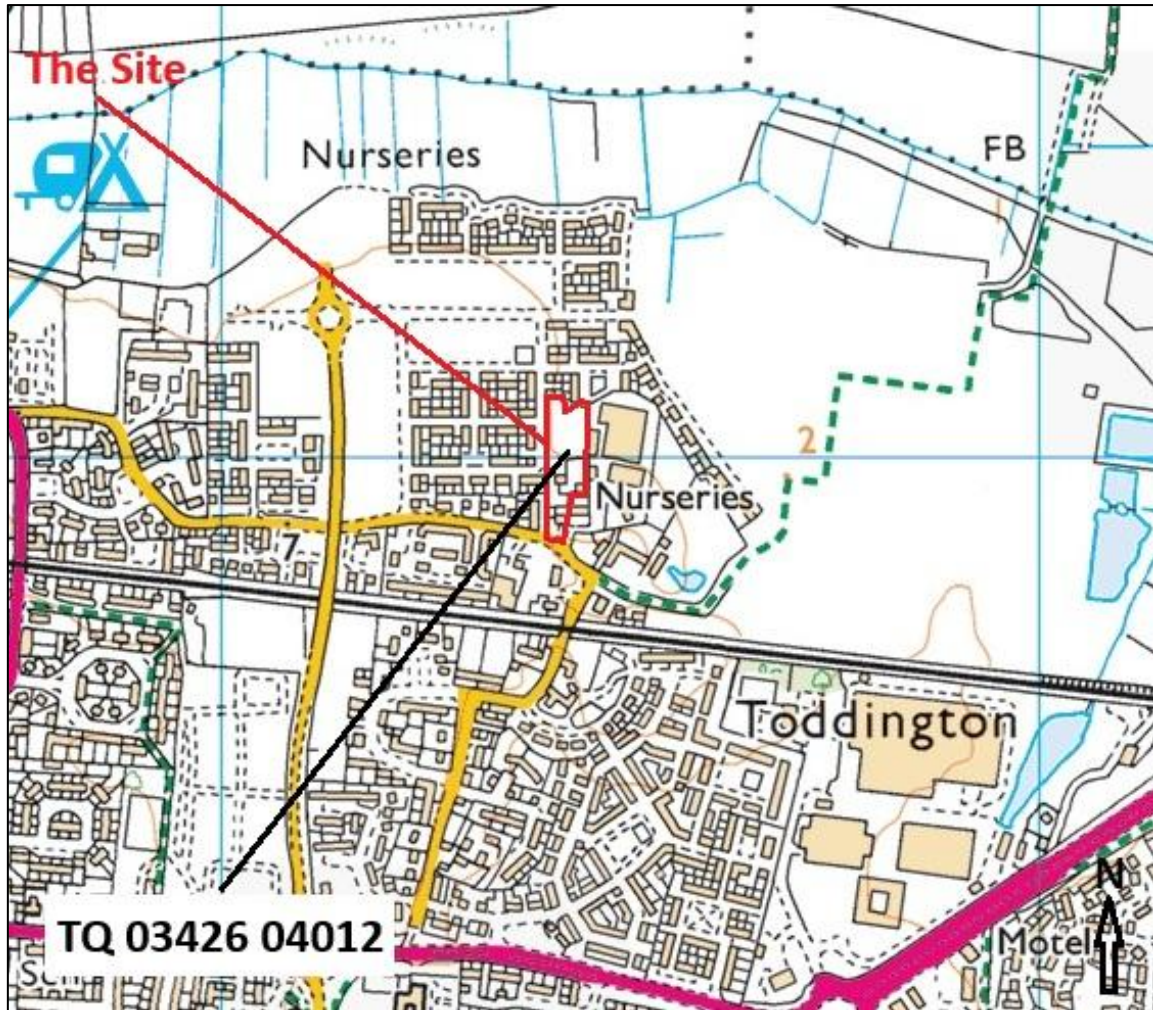 The Site
Nurseries
FB
2
Nurseries
7
Toddington
TQ 03426 04012
N
Motel